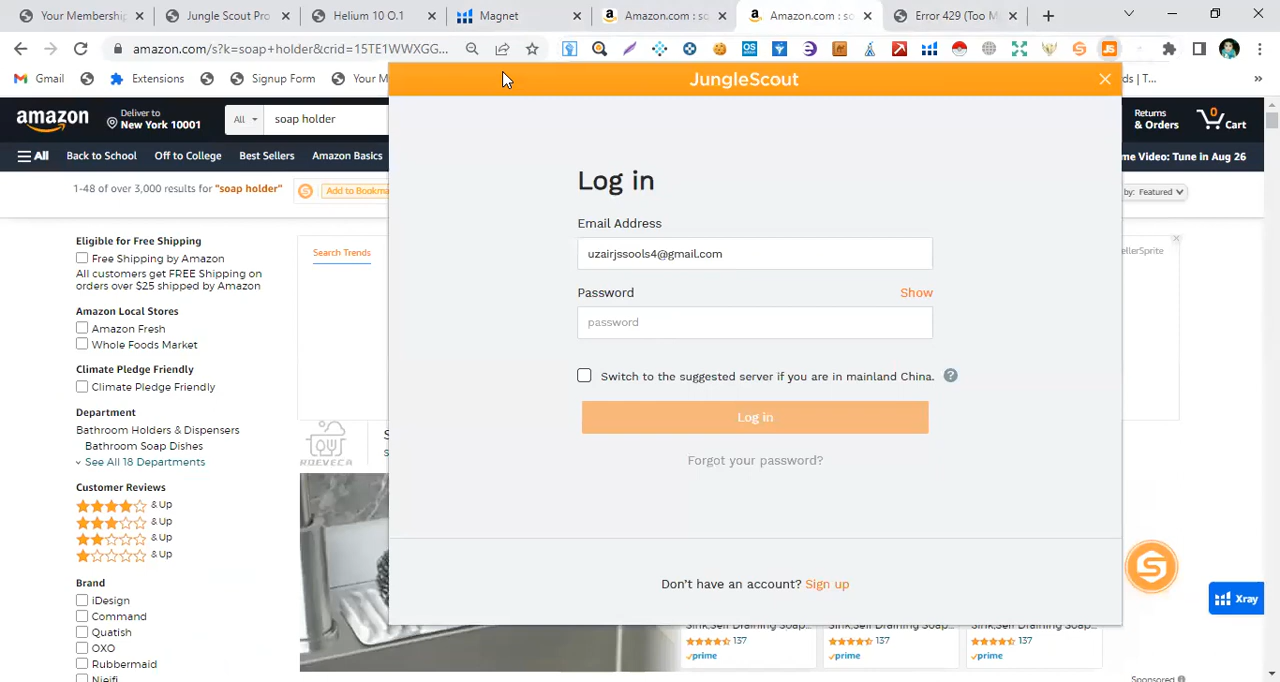 Your Membership
Jungle Scout Pro
Helium 10 O.1
Magnet
Amazon.com : so
Amazon.com : so
Error 429 (Too M
amazon.com/s?k=soap+holder&crid=15TE1WWXGG...
Gmail
Extensions
Signup Form
Your M
ds | T...
JungleScout
amazon
Deliver to
New York 10001
All
soap holder
Returns
& Orders
0
Cart
All
Back to School
Off to College
Best Sellers
Amazon Basics
me Video: Tune in Aug 26
1-48 of over 3,000 results for "soap holder"
Add to Bookma
by: Featured
Log in
Email Address
uzairjssools4@gmail.com
Password
Show
password
Switch to the suggested server if you are in mainland China.
Log in
Forgot your password?
Don't have an account? Sign up
Eligible for Free Shipping
Free Shipping by Amazon
All customers get FREE Shipping on
orders over $25 shipped by Amazon
Amazon Local Stores
Amazon Fresh
Whole Foods Market
Climate Pledge Friendly
Climate Pledge Friendly
Department
Bathroom Holders & Dispensers
Bathroom Soap Dishes
See All 18 Departments
Customer Reviews
& Up
& Up
& Up
& Up
Brand
iDesign
Command
Quatish
OXO
Rubbermaid
Search Trends
ellerSprite
RDEVECA
Xray
Sink,Self Draining Soap...
Sink,Self Draining Soap...
Sink,Self Draining Soap...
137
137
137
prime
prime
prime
Sponsored